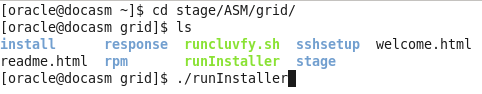 [oracle@docasm ~]$ cd stage/ASM/grid/
[oracle@docasm grid]$ ls
install response runcluvfy.sh sshsetup welcome.html
readme.html rpm runInstaller stage
[oracle@docasm grid]$ ./runInstaller